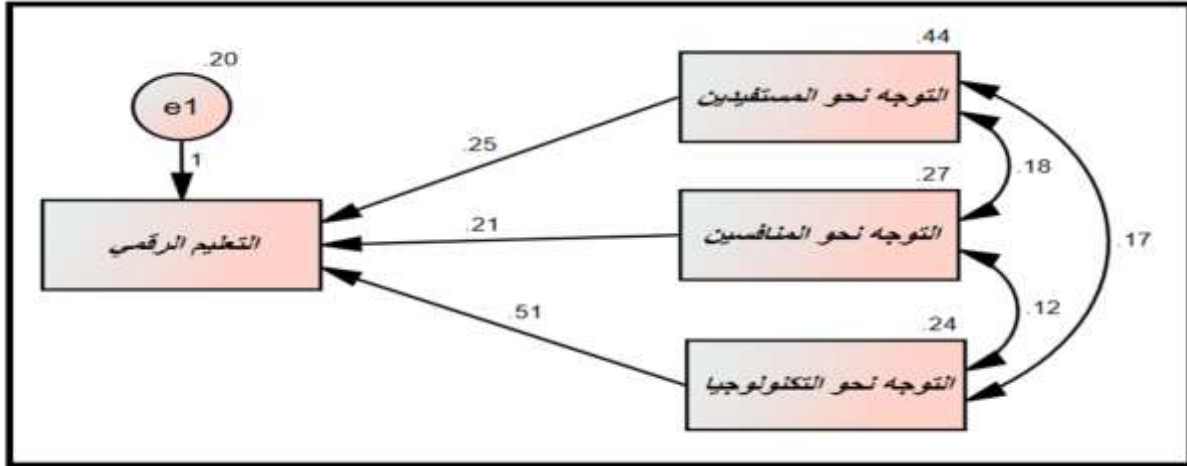 .20
e1
1
التعليم الرقمي
.44
التوجه نحو المستفيدين
.25
.18
.27
التوجه نحو المنافسين
.21
.17
.12
.24
التوجه نحو التكنولوجيا
.51